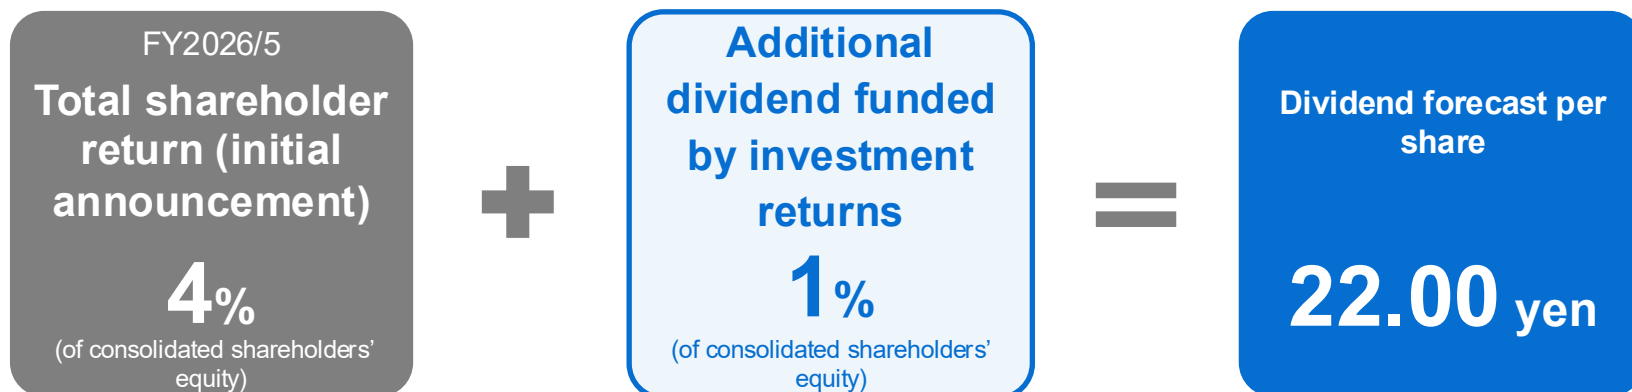 FY2026/5
Total shareholder
return (initial
announcement)
4%
(of consolidated shareholders’
equity)
Additional
dividend funded
by investment
returns
1%
(of consolidated shareholders’
equity)
Dividend forecast per
share
22.00 yen